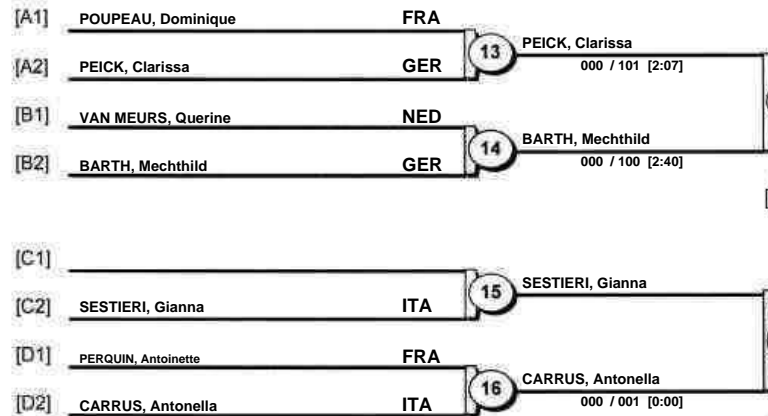 [A1] POUPEAU, Dominique FRA
[A2] PEICK, Clarissa GER
13 PEICK, Clarissa
000 / 101 [2:07]
[B1] VAN MEURS, Querine NED
[B2] BARTH, Mechthild GER
14 BARTH, Mechthild
000 / 100 [2:40]
[C1]
[C2] SESTIERI, Gianna ITA
15 SESTIERI, Gianna
[D1] PERQUIN, Antoinette FRA
[D2] CARRUS, Antonella ITA
16 CARRUS, Antonella
000 / 001 [0:00]